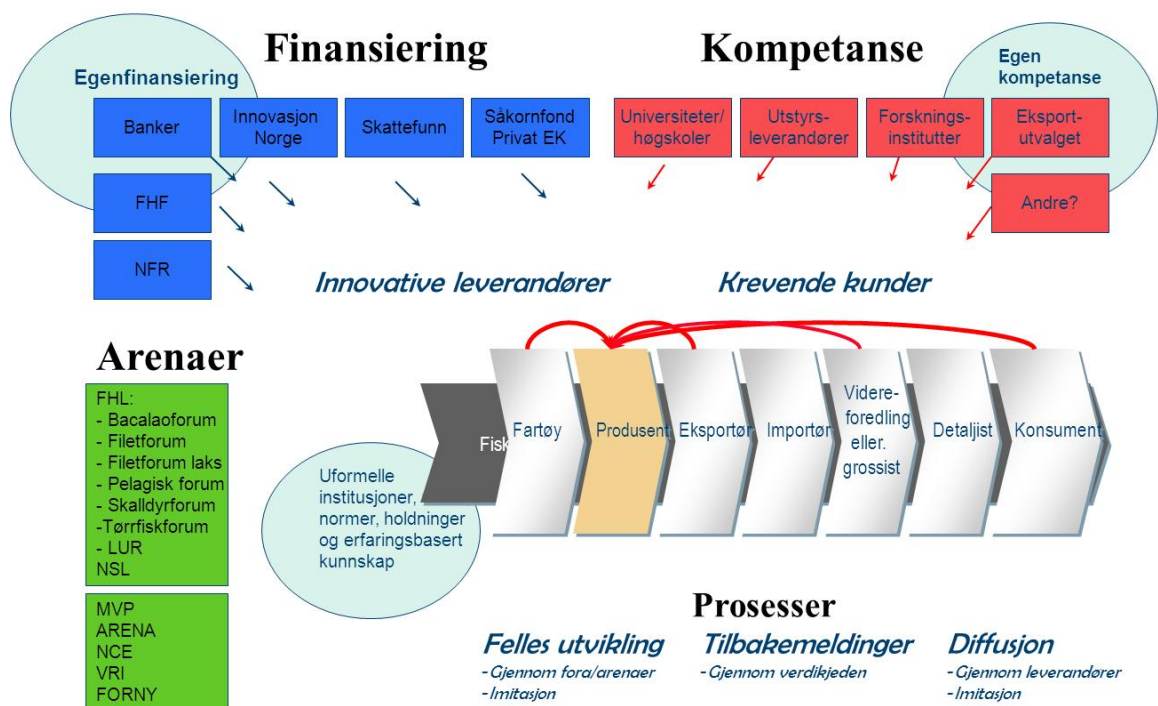 Finansiering
Kompetanse
Egenfinansiering
Egen
kompetanse
Banker
Innovasjon
Norge
Skattefunn
Såkornfond
Privat EK
Universiteter/
høgskoler
Utstyrs-
leverandører
Forsknings-
institutter
Eksport-
utvalget
FHF
Andre?
NFR
Innovative leverandører
Krevende kunder
Arenaer
FHL:
- Bacalaoforum
- Filetforum
- Filetforum laks
- Pelagisk forum
- Skalldyrforum
-Tørrfiskforum
- LUR
NSL
MVP
ARENA
NCE
VRI
FORNY
Uformelle
institusjoner,
normer, holdninger
og erfaringsbasert
kunnskap
Fisk
Fartøy
Produsent
Eksportør
Importør
Videre-
foredling
eller.
grossist
Detaljist
Konsument
Prosesser
Felles utvikling
- Gjennom fora/arenaer
- Imitasjon
Tilbakemeldinger
- Gjennom verdikjeden
Diffusjon
- Gjennom leverandører
- Imitasjon